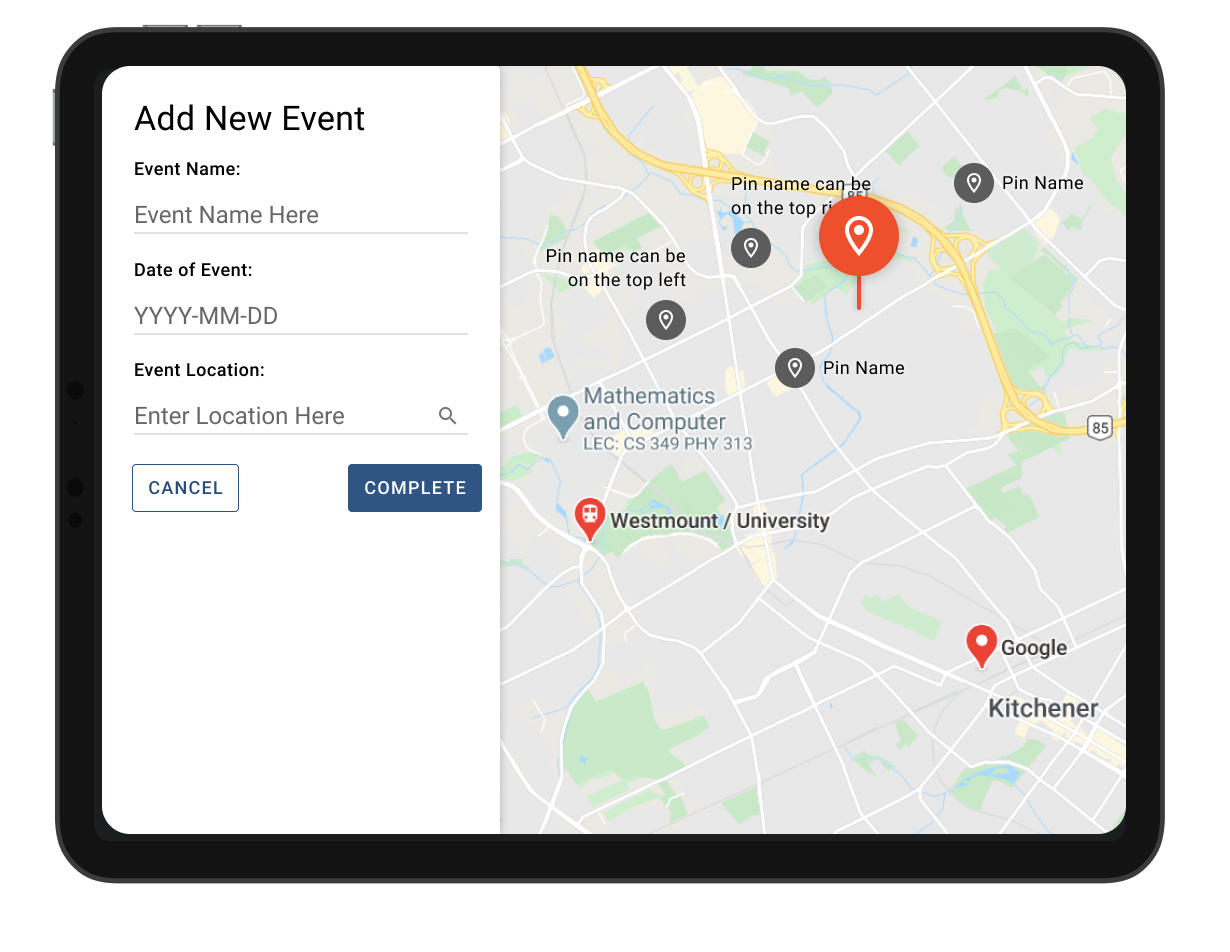 Add New Event
Event Name:
Event Name Here
Date of Event:
YYYY-MM-DD
Event Location:
Enter Location Here
CANCEL
COMPLETE
Pin name can be
on the top
85
Pin Name
Pin name can be
on the top left
Pin Name
Mathematics
and Computer
LEC: CS 349 PHY 313
85
Westmount / University
Google
Kitchener